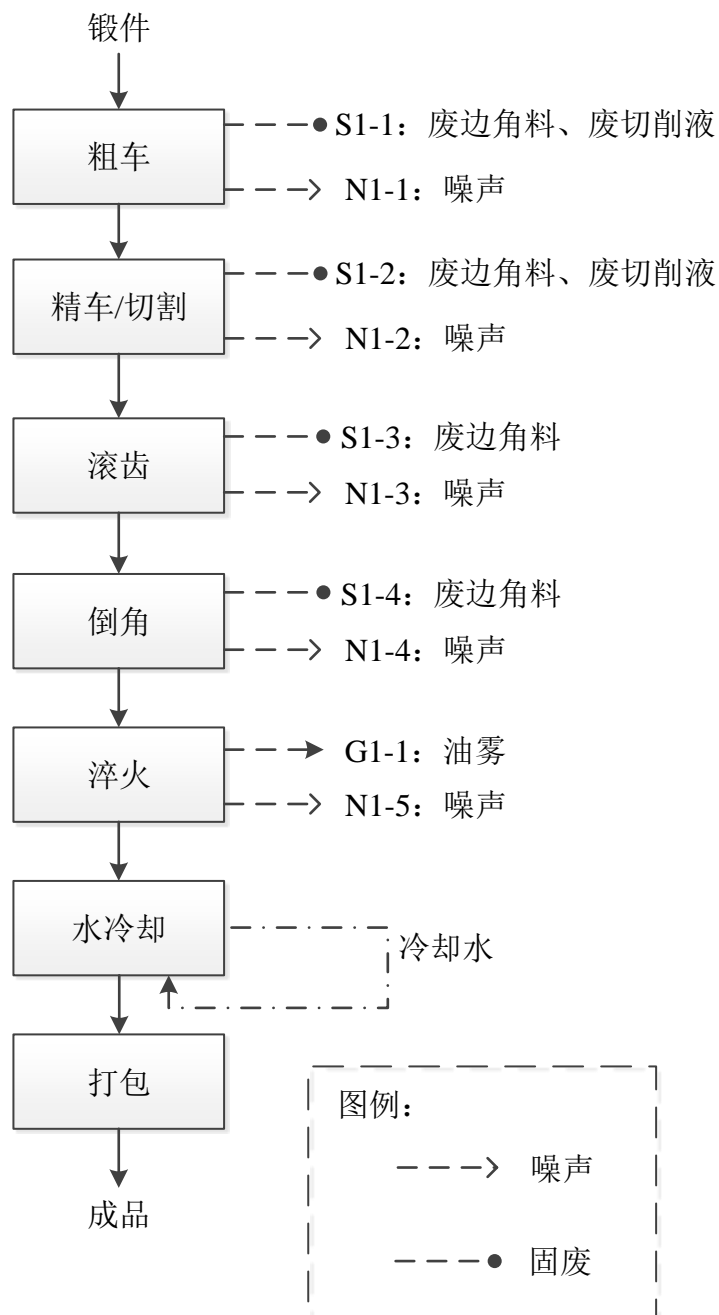 锻件
粗车
S1-1：废边角料、废切削液
N1-1：噪声
精车/切割
S1-2：废边角料、废切削液
N1-2：噪声
滚齿
S1-3：废边角料
N1-3：噪声
倒角
S1-4：废边角料
N1-4：噪声
淬火
G1-1：油雾
N1-5：噪声
水冷却
冷却水
打包
成品
图例：
噪声
固废